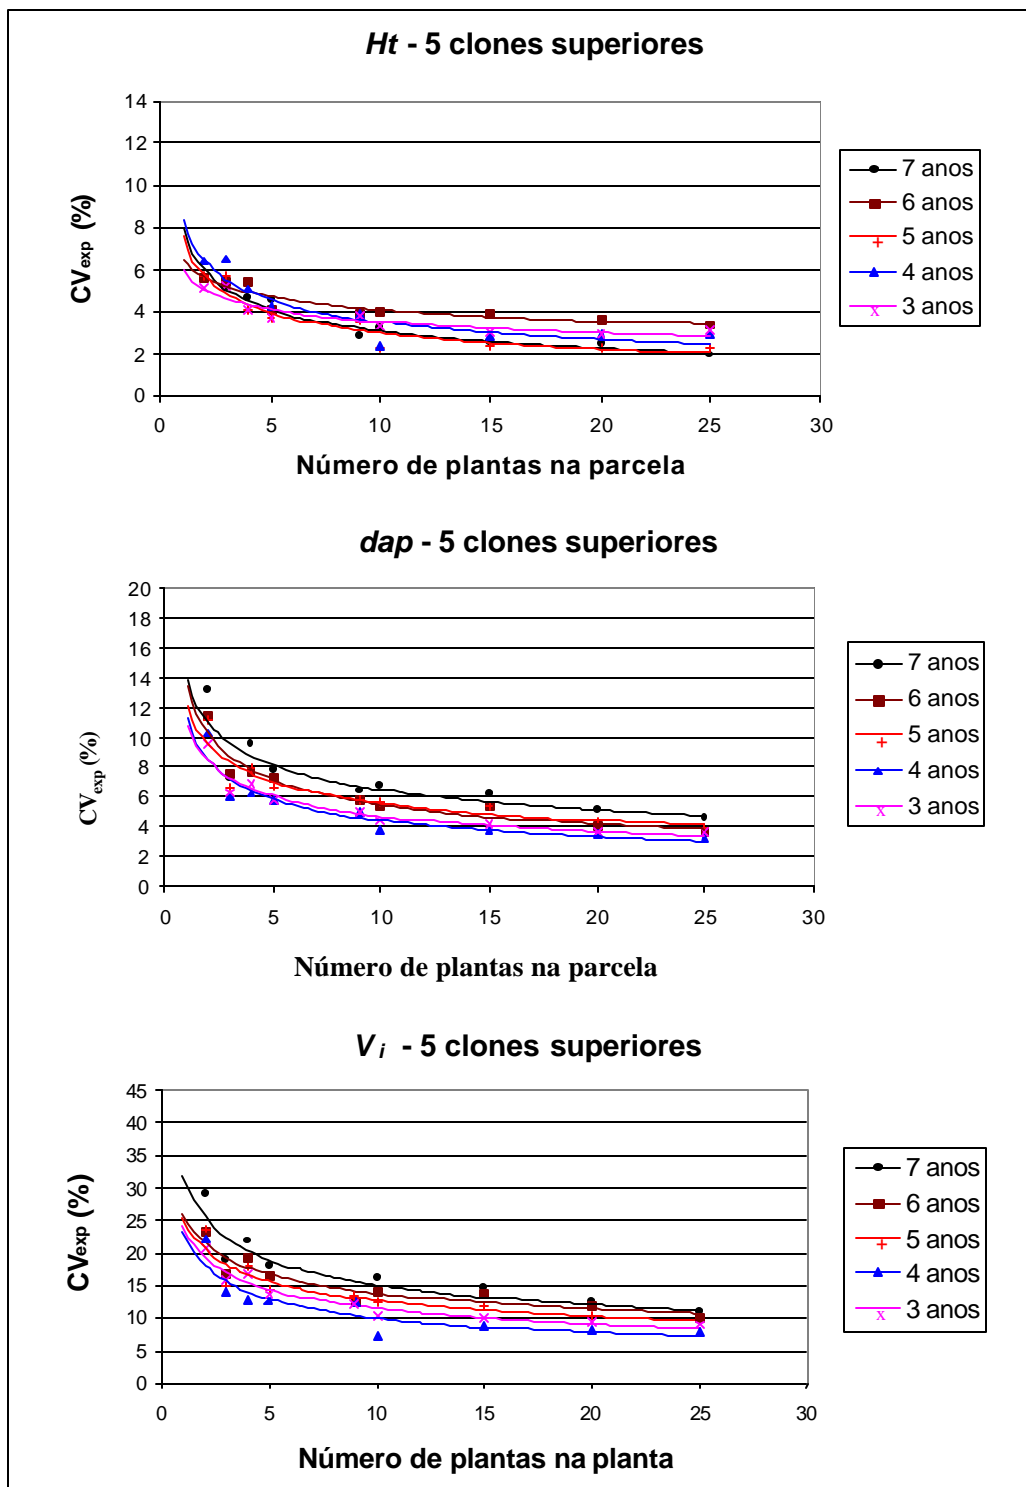 Ht - 5 clones superiores
14
12
10
8
6
4
2
0
CVexp (%)
0 5 10 15 20 25 30
Número de plantas na parcela
7 anos
6 anos
5 anos
4 anos
3 anos
dap - 5 clones superiores
20
18
16
14
12
10
8
6
4
2
0
CVexp (%)
0 5 10 15 20 25 30
Número de plantas na parcela
7 anos
6 anos
5 anos
4 anos
3 anos
Vi - 5 clones superiores
45
40
35
30
25
20
15
10
5
0
CVexp (%)
0 5 10 15 20 25 30
Número de plantas na planta
7 anos
6 anos
5 anos
4 anos
3 anos